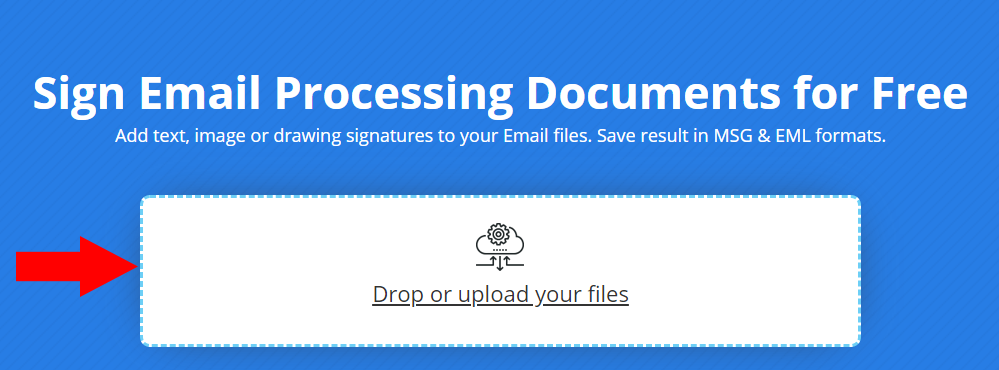 Sign Email Processing Documents for Free
Add text, image or drawing signatures to your Email files. Save result in MSG & EML formats.
Drop or upload your files